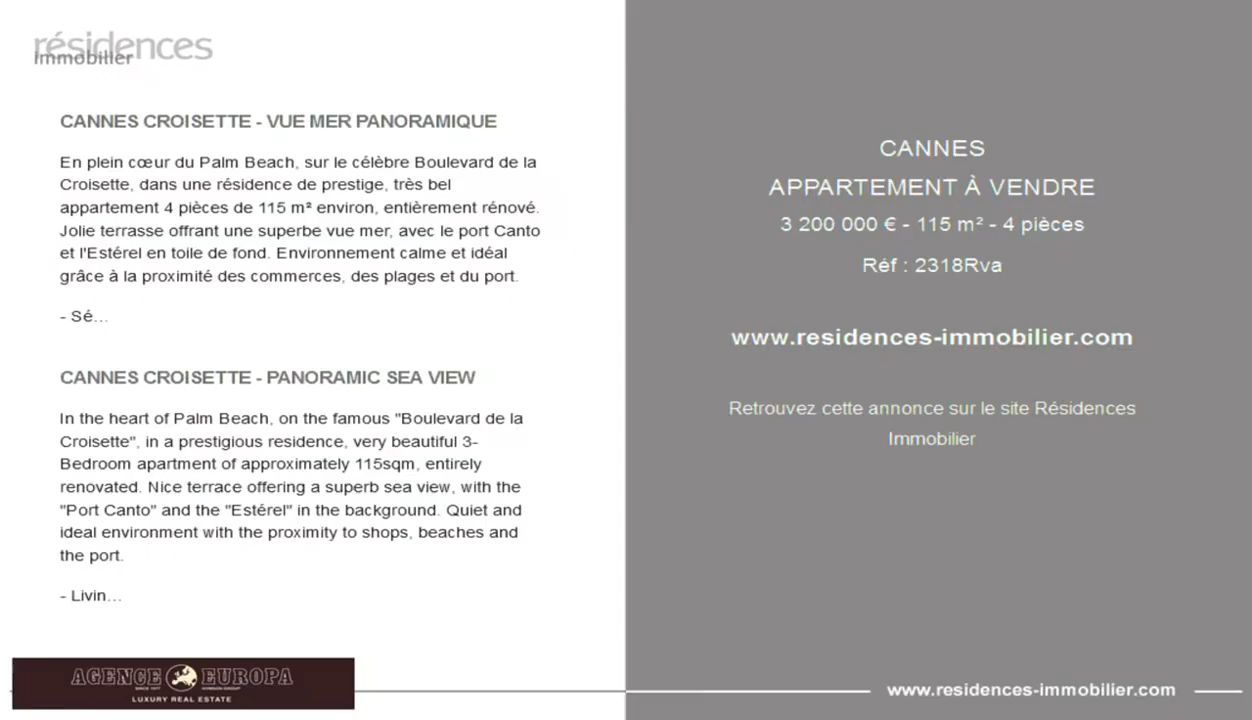 résidences
immobilier
CANNES CROISETTE - VUE MER PANORAMIQUE
En plein cœur du Palm Beach, sur le célèbre Boulevard de la
Croisette, dans une résidence de prestige, très bel
appartement 4 pièces de 115 m² environ, entièrement rénové.
Jolie terrasse offrant une superbe vue mer, avec le port Canto
et l'Estérel en toile de fond. Environnement calme et idéal
grâce à la proximité des commerces, des plages et du port.
- Sé...
CANNES CROISETTE - PANORAMIC SEA VIEW
In the heart of Palm Beach, on the famous "Boulevard de la
Croisette", in a prestigious residence, very beautiful 3-
Bedroom apartment of approximately 115sqm, entirely
renovated. Nice terrace offering a superb sea view, with the
"Port Canto" and the "Estérel" in the background. Quiet and
ideal environment with the proximity to shops, beaches and
the port.
- Livin...
AGENCE EUROPA
SINCE 1977
LUXURY REAL ESTATE
CANNES
APPARTEMENT À VENDRE
3 200 000 € - 115 m² - 4 pièces
Réf : 2318Rva
www.residences-immobilier.com
Retrouvez cette annonce sur le site Résidences
Immobilier
www.residences-immobilier.com